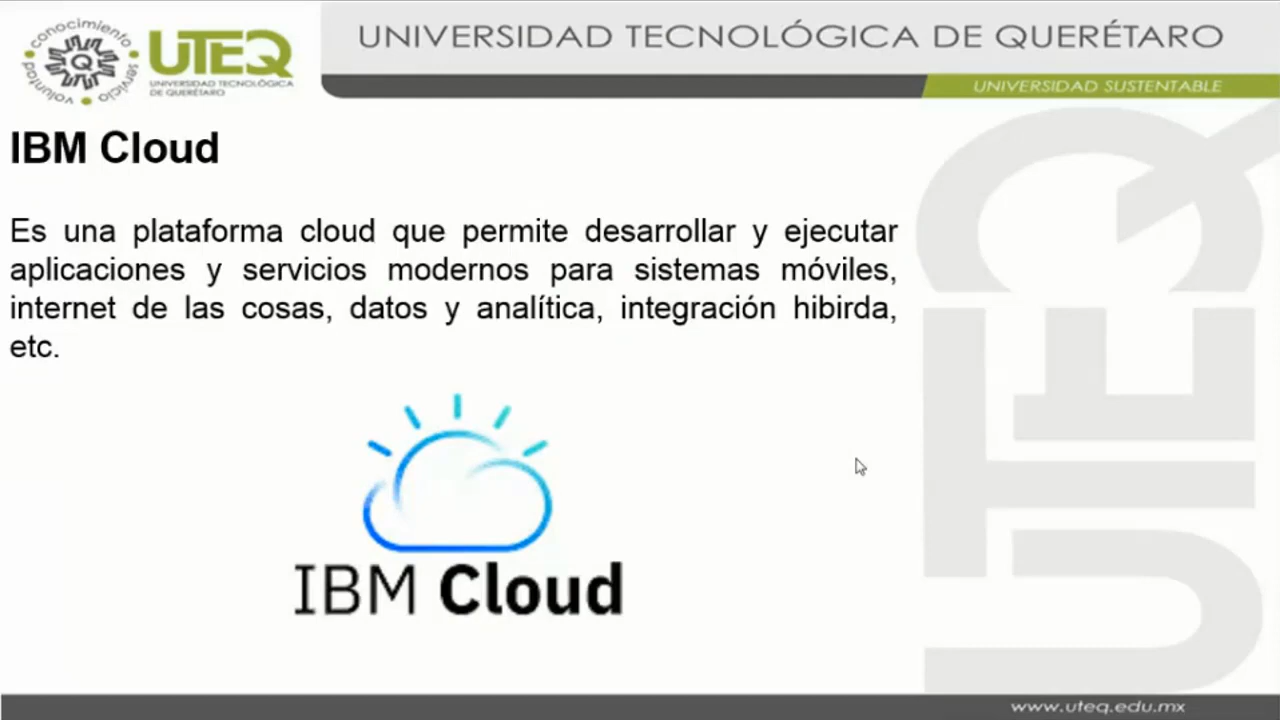 conocimiento
servicio
voluntad
Q
UTEQ
UNIVERSIDAD TECNOLÓGICA
DE QUERÉTARO
UNIVERSIDAD TECNOLÓGICA DE QUERÉTARO
UNIVERSIDAD SUSTENTABLE
IBM Cloud
Es una plataforma cloud que permite desarrollar y ejecutar
aplicaciones y servicios modernos para sistemas móviles,
internet de las cosas, datos y analítica, integración hibirda,
etc.
IBM Cloud
UTEQ
www.uteq.edu.mx